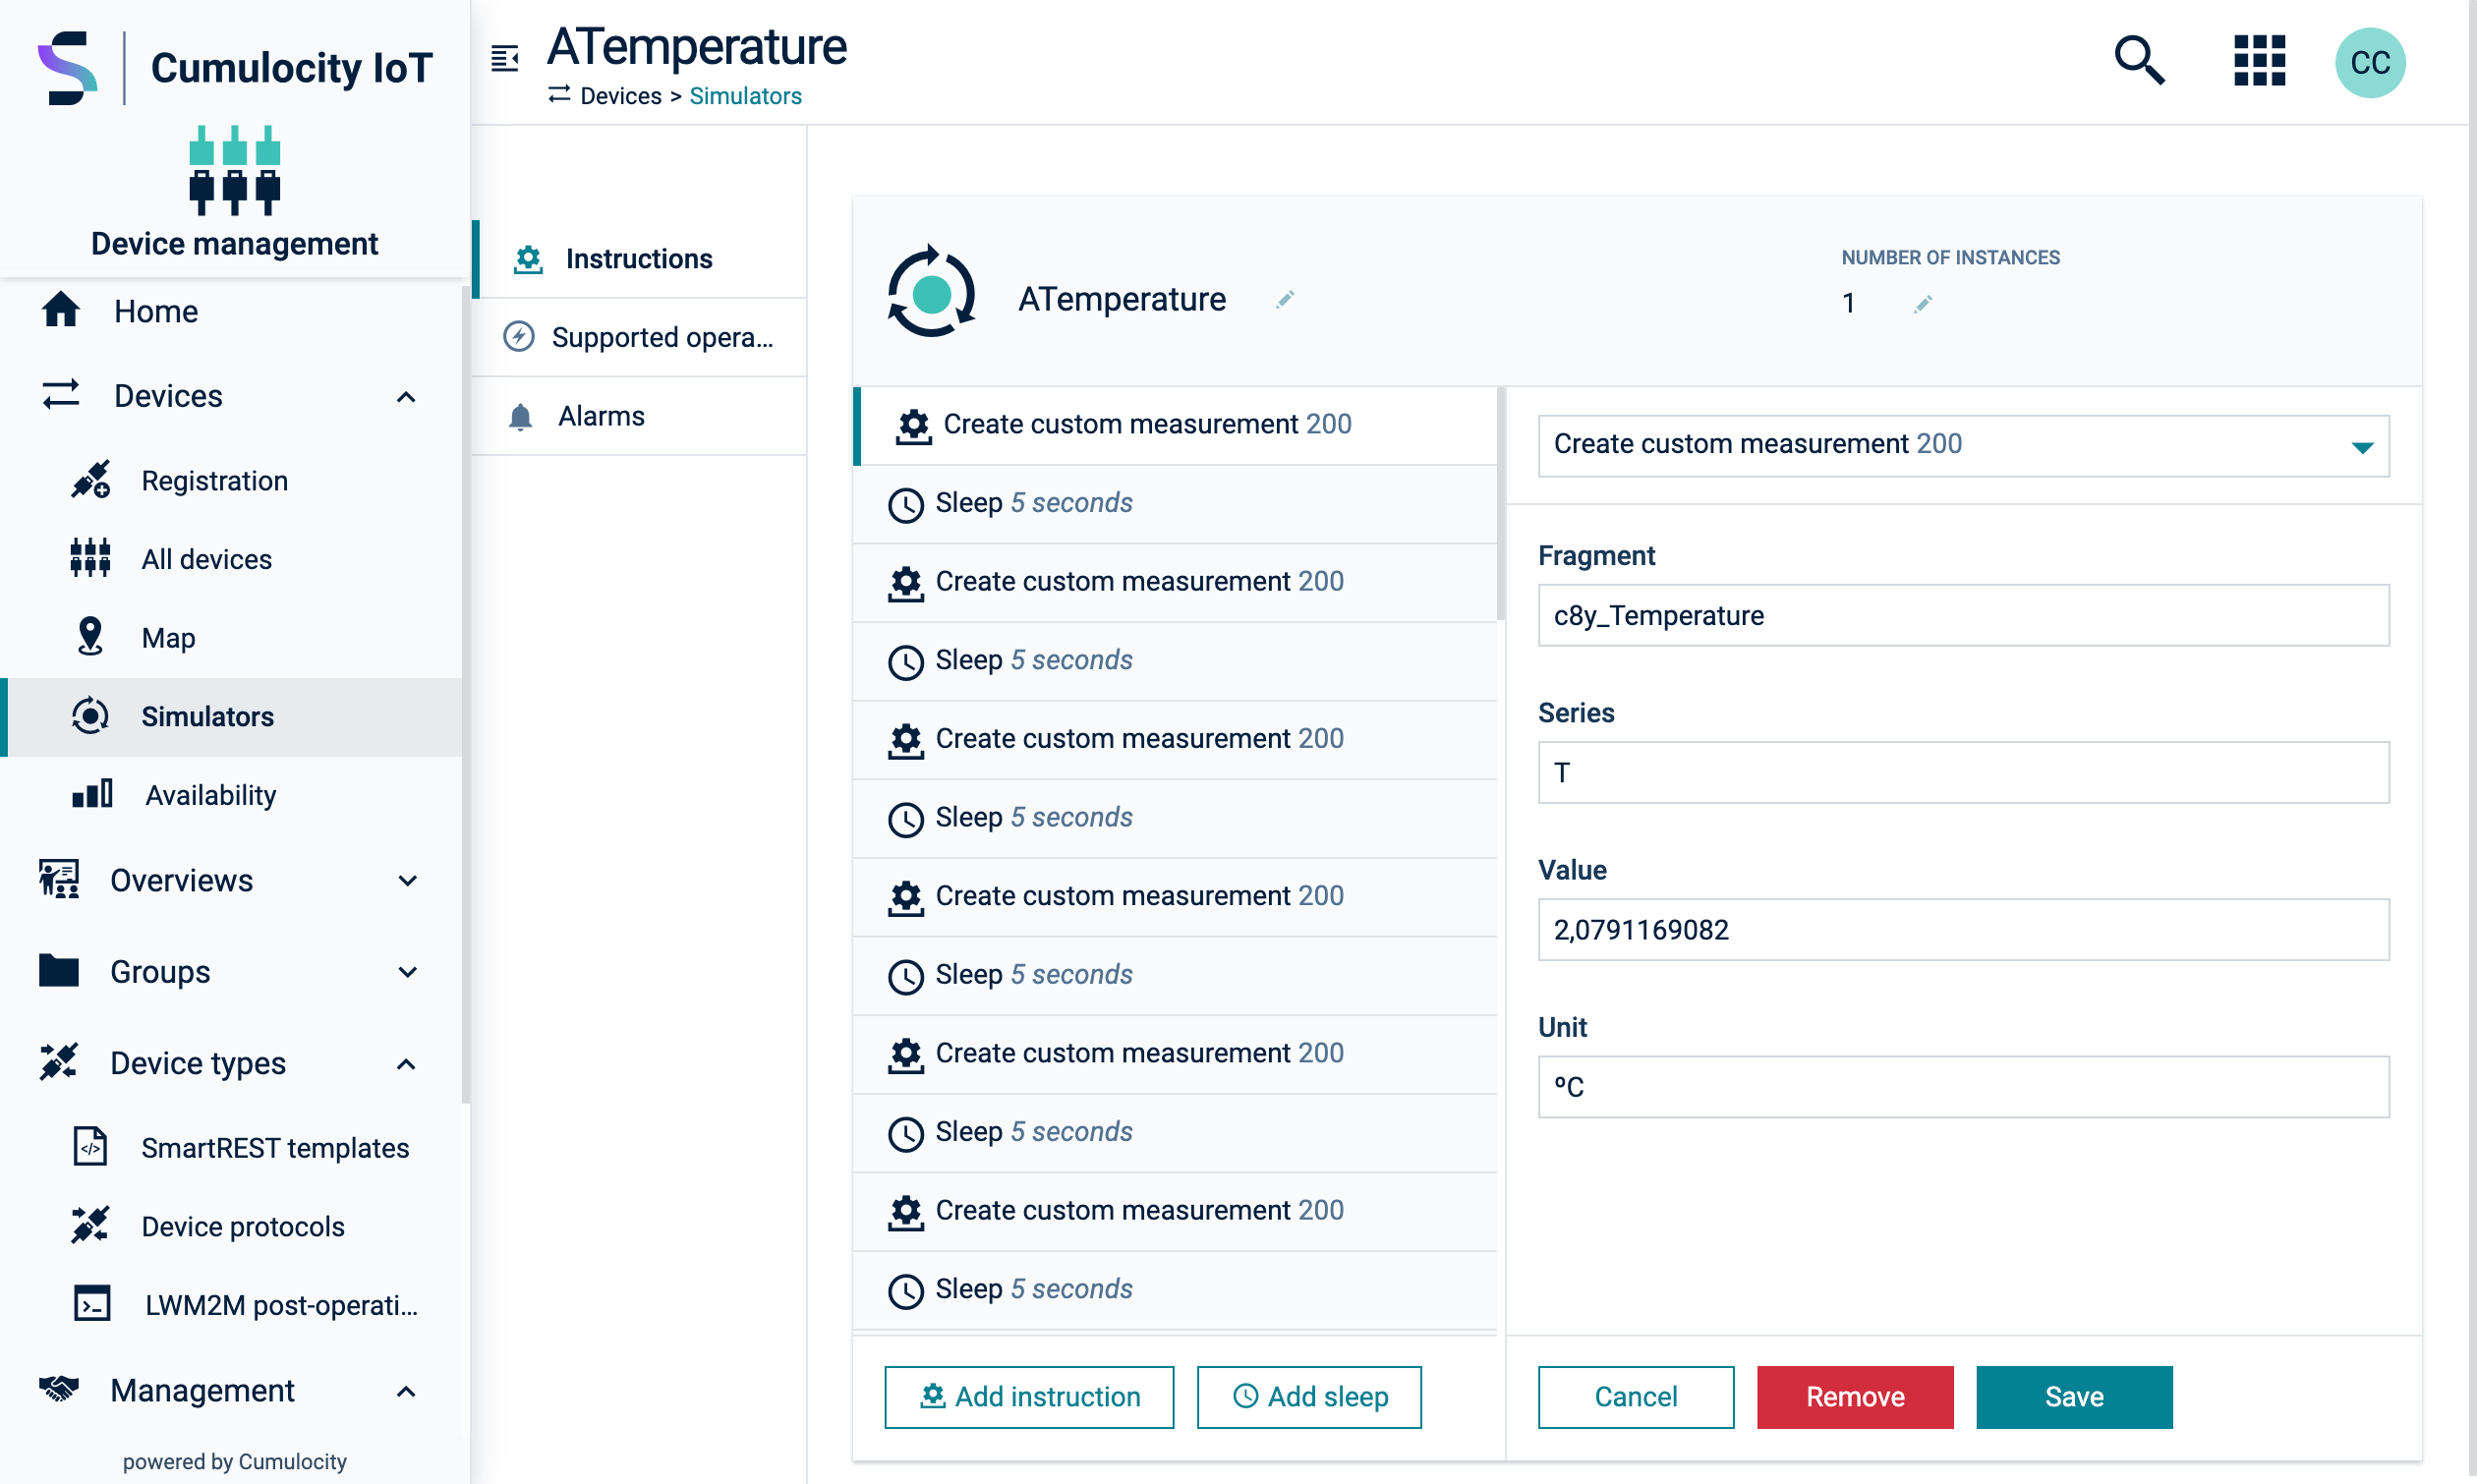 Cumulocity IoT
Device management
Home
Devices
Registration
All devices
Map
Simulators
Availability
Overviews
Groups
Device types
SmartREST templates
Device protocols
LWM2M post-operati...
Management
powered by Cumulocity
ATemperature
Devices > Simulators
CC
Instructions
Supported opera...
Alarms
ATemperature
NUMBER OF INSTANCES
1
Create custom measurement 200
Sleep 5 seconds
Create custom measurement 200
Sleep 5 seconds
Create custom measurement 200
Sleep 5 seconds
Create custom measurement 200
Sleep 5 seconds
Create custom measurement 200
Sleep 5 seconds
Create custom measurement 200
Sleep 5 seconds
Add instruction
Add sleep
Create custom measurement 200
Fragment
c8y_Temperature
Series
T
Value
2,0791169082
Unit
ºC
Cancel
Remove
Save